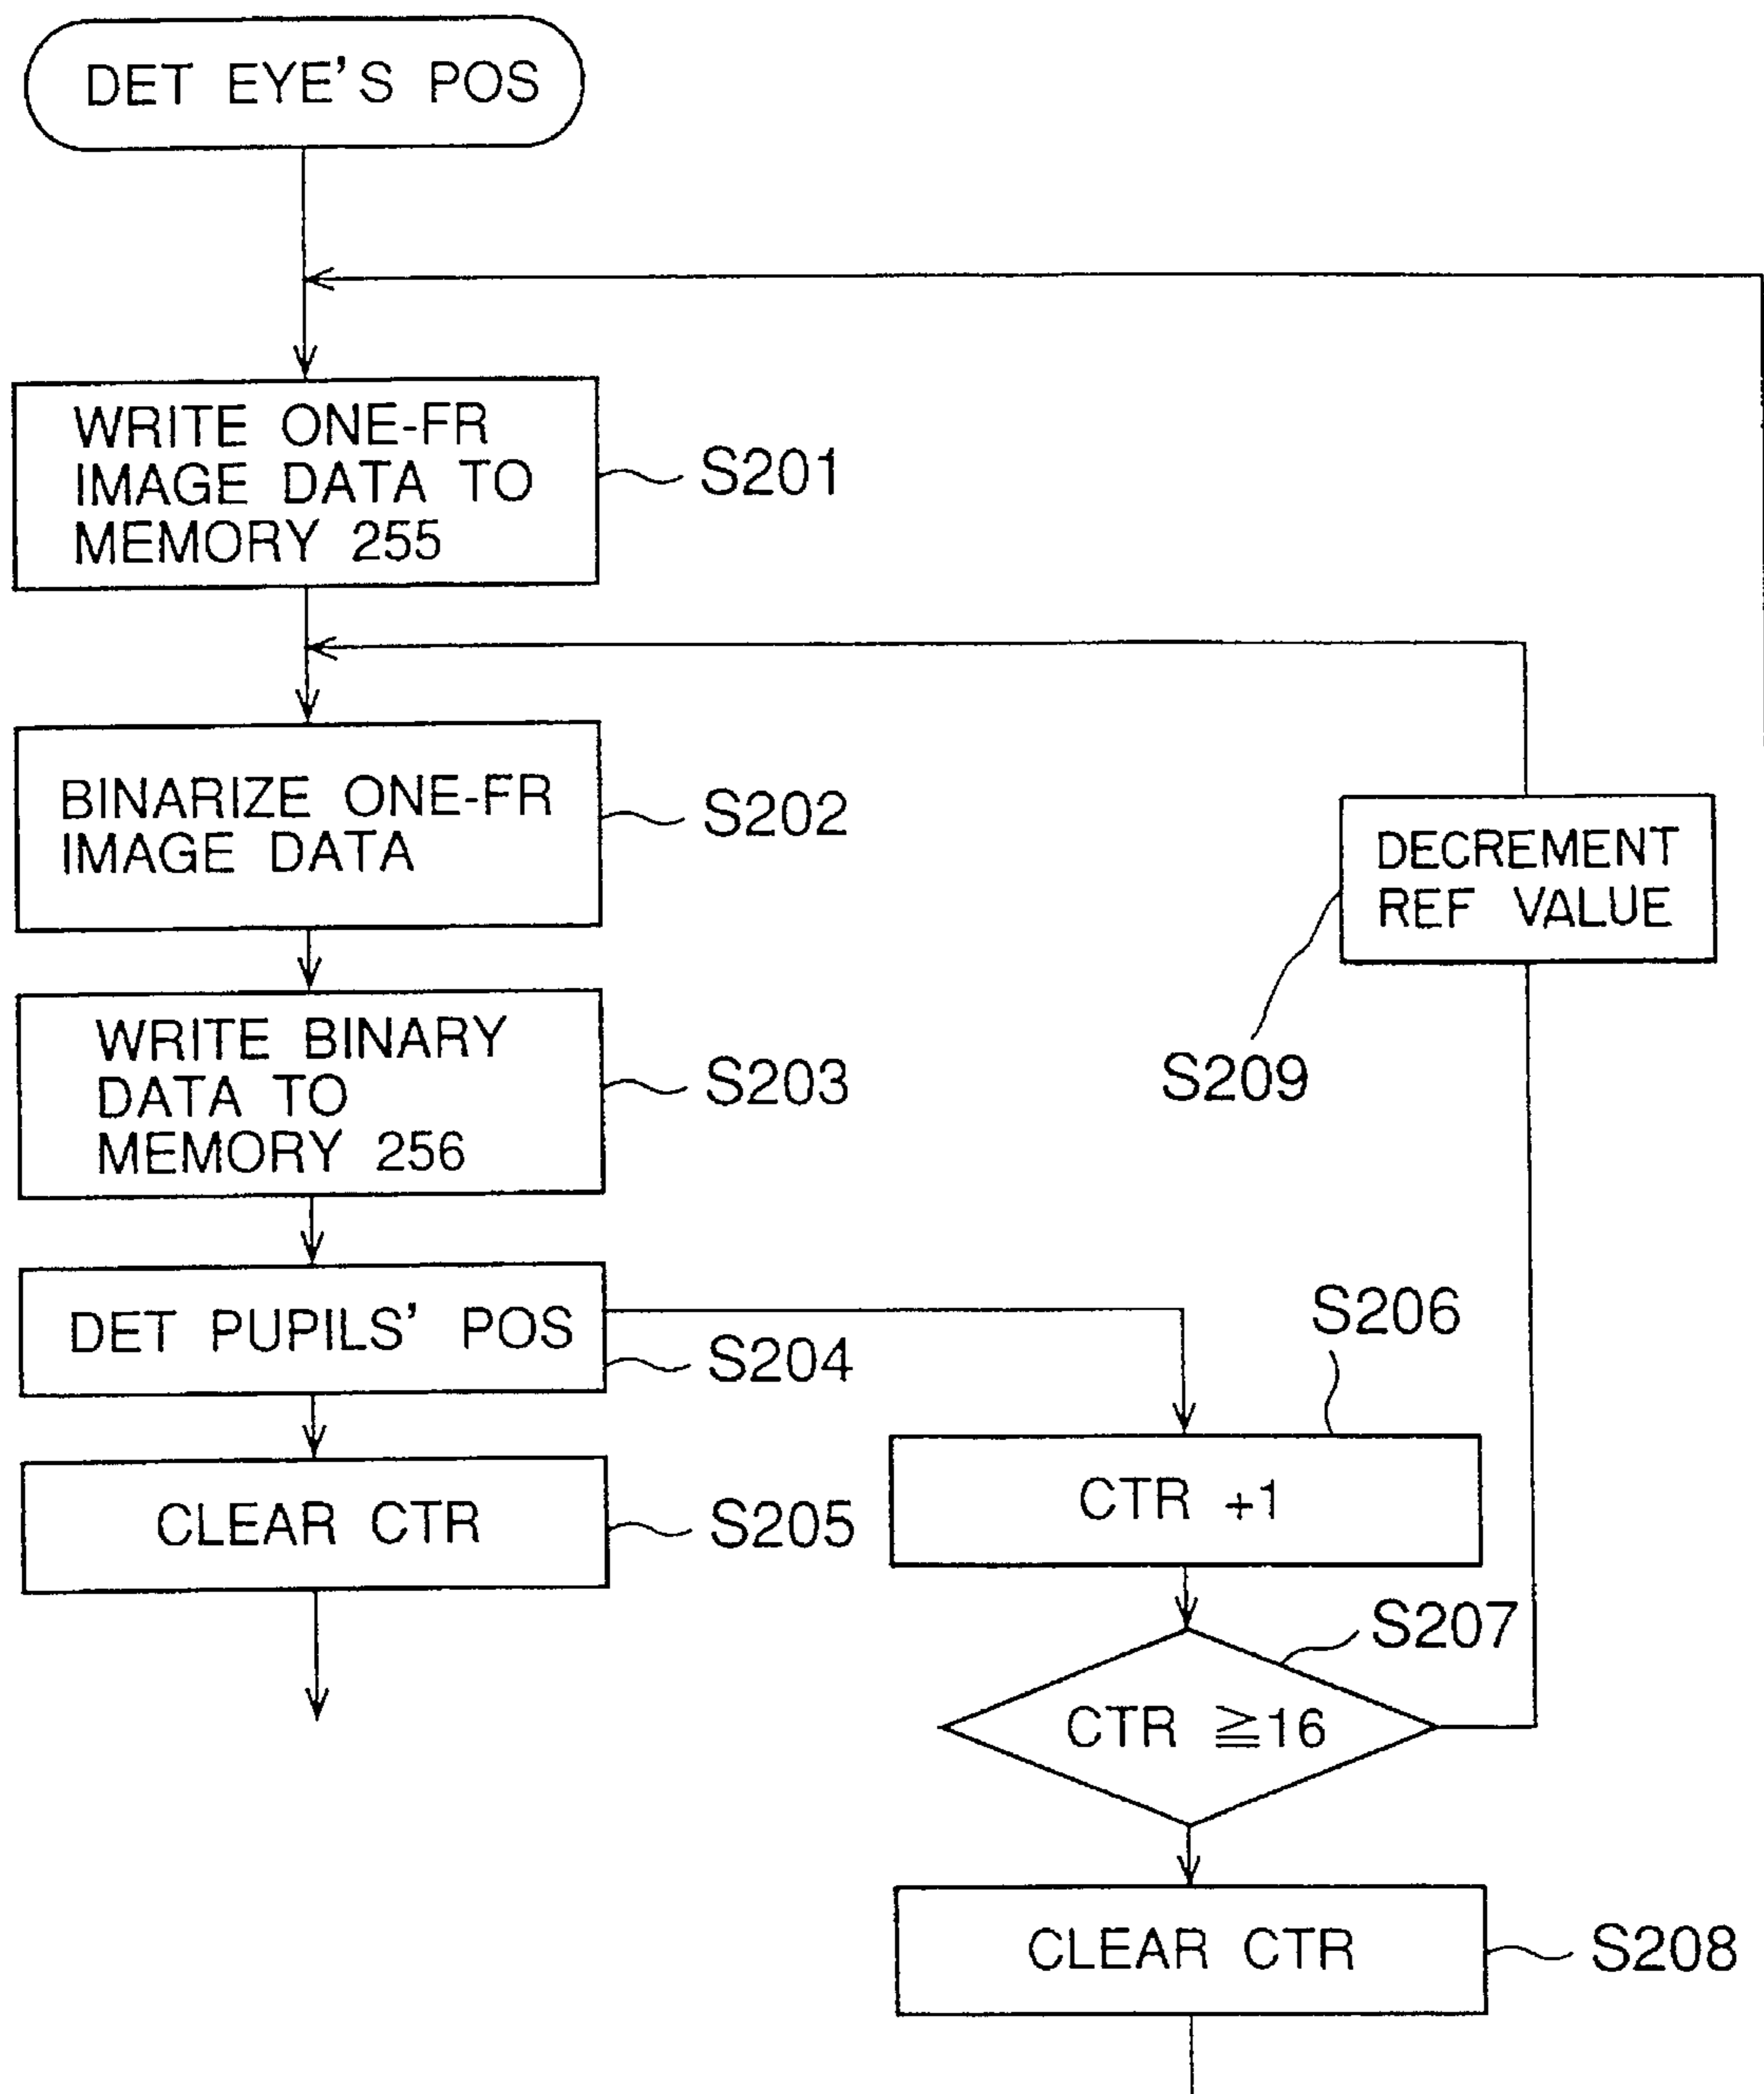 DET EYE'S POS
WRITE ONE-FR
IMAGE DATA TO
MEMORY 255
S201
BINARIZE ONE-FR
IMAGE DATA
S202
DECREMENT
REF VALUE
S209
WRITE BINARY
DATA TO
MEMORY 256
S203
DET PUPILS' POS
S204
S206
CTR +1
CLEAR CTR
S205
S207
CTR ≧16
CLEAR CTR
S208